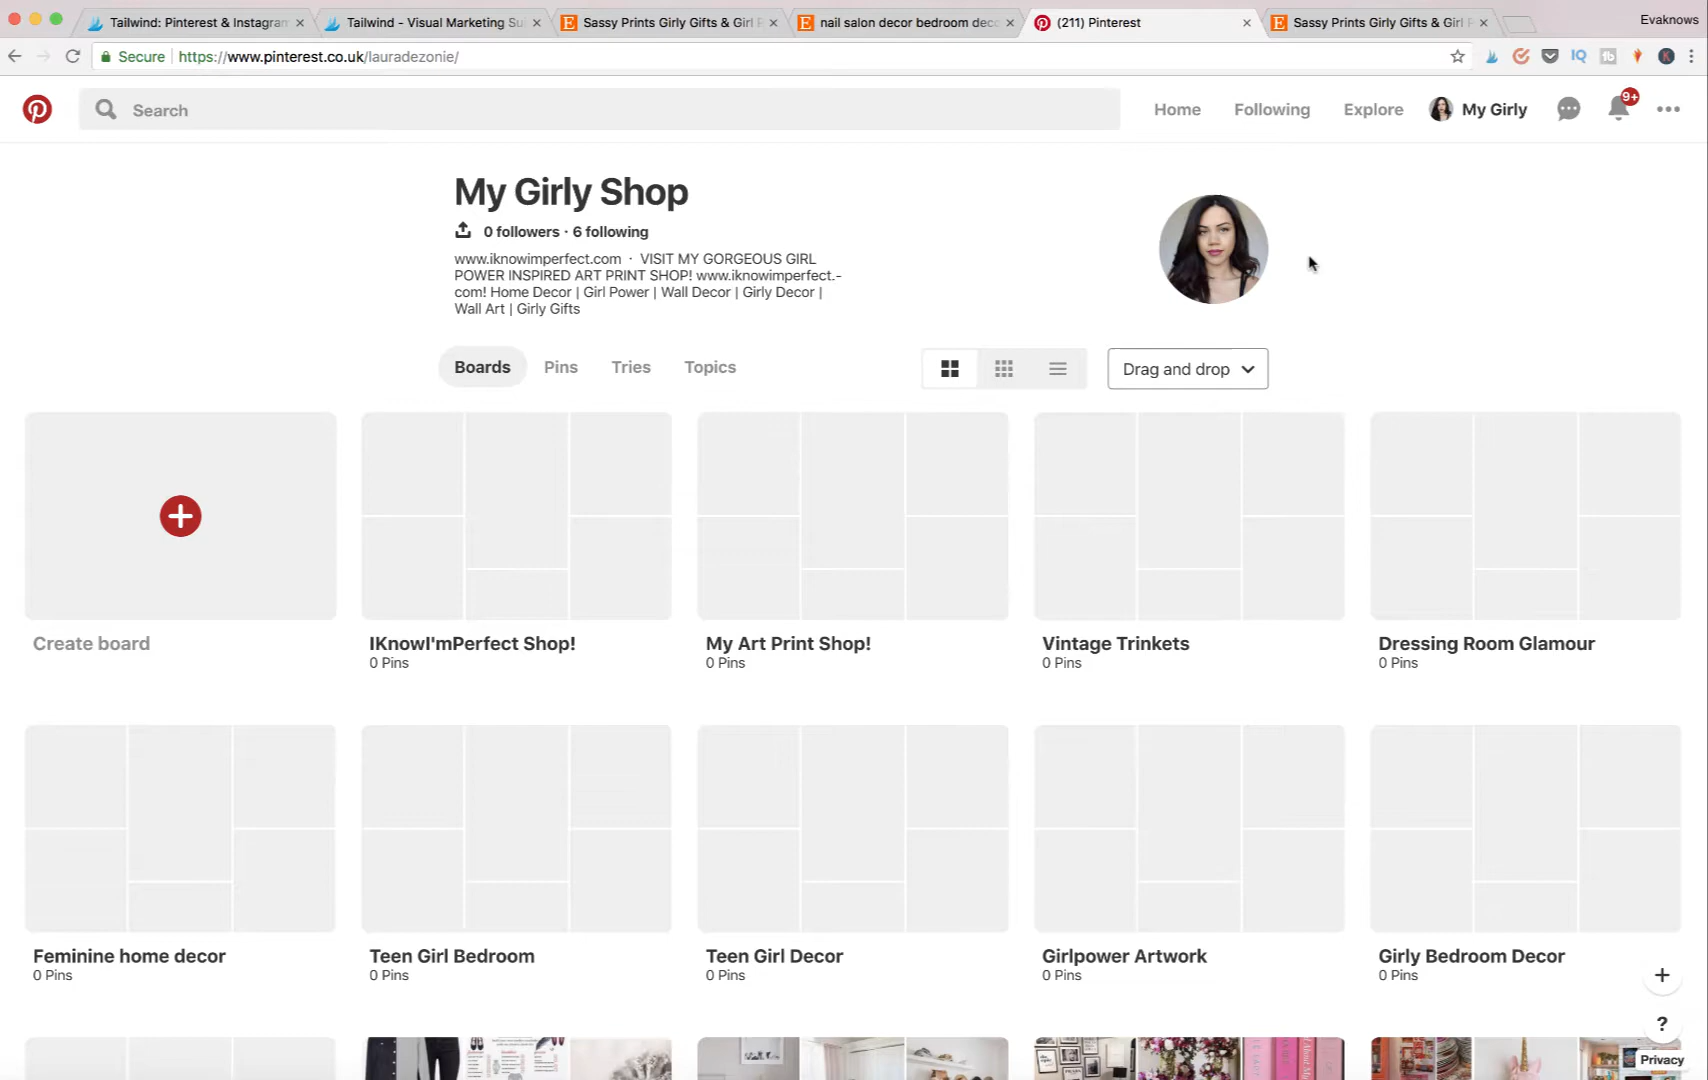 Tailwind: Pinterest & Instagram
Tailwind - Visual Marketing Su
Sassy Prints Girly Gifts & Girl P
nail salon decor bedroom deco
(211) Pinterest
Sassy Prints Girly Gifts & Girl P
Evaknows
Secure
https://www.pinterest.co.uk/lauradezonie/
IQ
K
Search
Home
Following
Explore
My Girly
9+
My Girly Shop
0 followers · 6 following
www.iknowimperfect.com · VISIT MY GORGEOUS GIRL
POWER INSPIRED ART PRINT SHOP! www.iknowimperfect.-
com! Home Decor | Girl Power | Wall Decor | Girly Decor |
Wall Art | Girly Gifts
Boards
Pins
Tries
Topics
Drag and drop
Create board
IKnowI'mPerfect Shop!
0 Pins
My Art Print Shop!
0 Pins
Vintage Trinkets
0 Pins
Dressing Room Glamour
0 Pins
Feminine home decor
0 Pins
Teen Girl Bedroom
0 Pins
Teen Girl Decor
0 Pins
Girlpower Artwork
0 Pins
Girly Bedroom Decor
0 Pins
?
Privacy